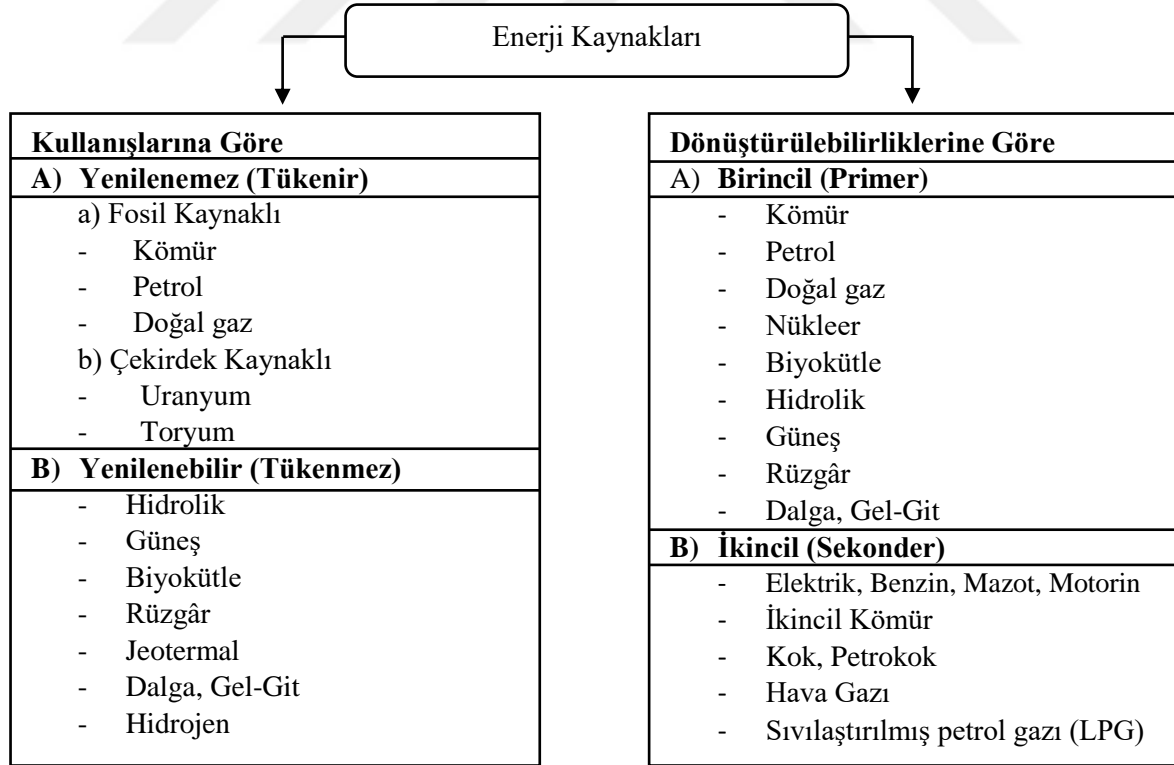 Enerji Kaynakları
Kullanışlarına Göre
A) Yenilenemez (Tükenir)
a) Fosil Kaynaklı
- Kömür
- Petrol
- Doğal gaz
b) Çekirdek Kaynaklı
- Uranyum
- Toryum
B) Yenilenebilir (Tükenmez)
- Hidrolik
- Güneş
- Biyokütle
- Rüzgâr
- Jeotermal
- Dalga, Gel-Git
- Hidrojen
Dönüştürülebilirliklerine Göre
A) Birincil (Primer)
- Kömür
- Petrol
- Doğal gaz
- Nükleer
- Biyokütle
- Hidrolik
- Güneş
- Rüzgâr
- Dalga, Gel-Git
B) İkincil (Sekonder)
- Elektrik, Benzin, Mazot, Motorin
- İkincil Kömür
- Kok, Petrokok
- Hava Gazı
- Sıvılaştırılmış petrol gazı (LPG)